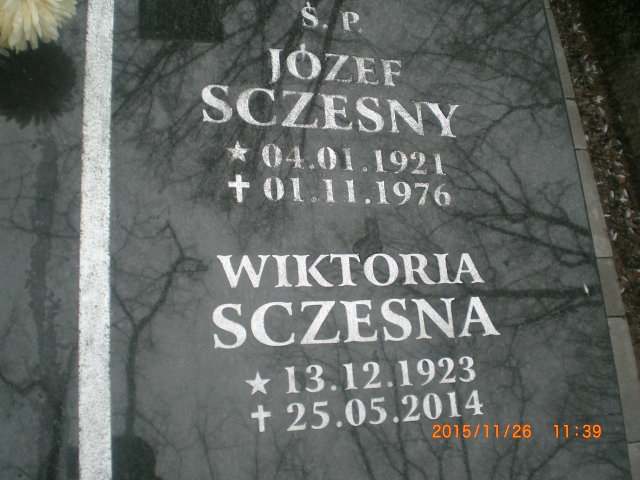 Ś. P.
JÓZEF
SCZESNY
★ 04.01.1921
✝ 01.11.1976
WIKTORIA
SCZESNA
★ 13.12.1923
✝ 25.05.2014
2015/11/26 11:39